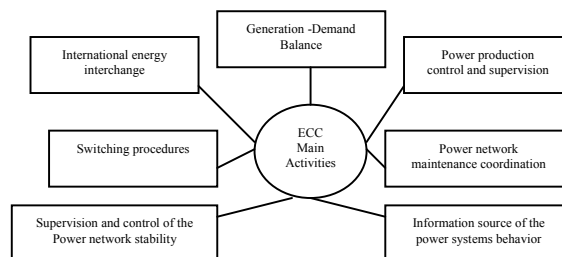 Generation -Demand
Balance
International energy
interchange
Power production
control and supervision
ECC
Main
Activities
Switching procedures
Power network
maintenance coordination
Supervision and control of the
Power network stability
Information source of the
power systems behavior